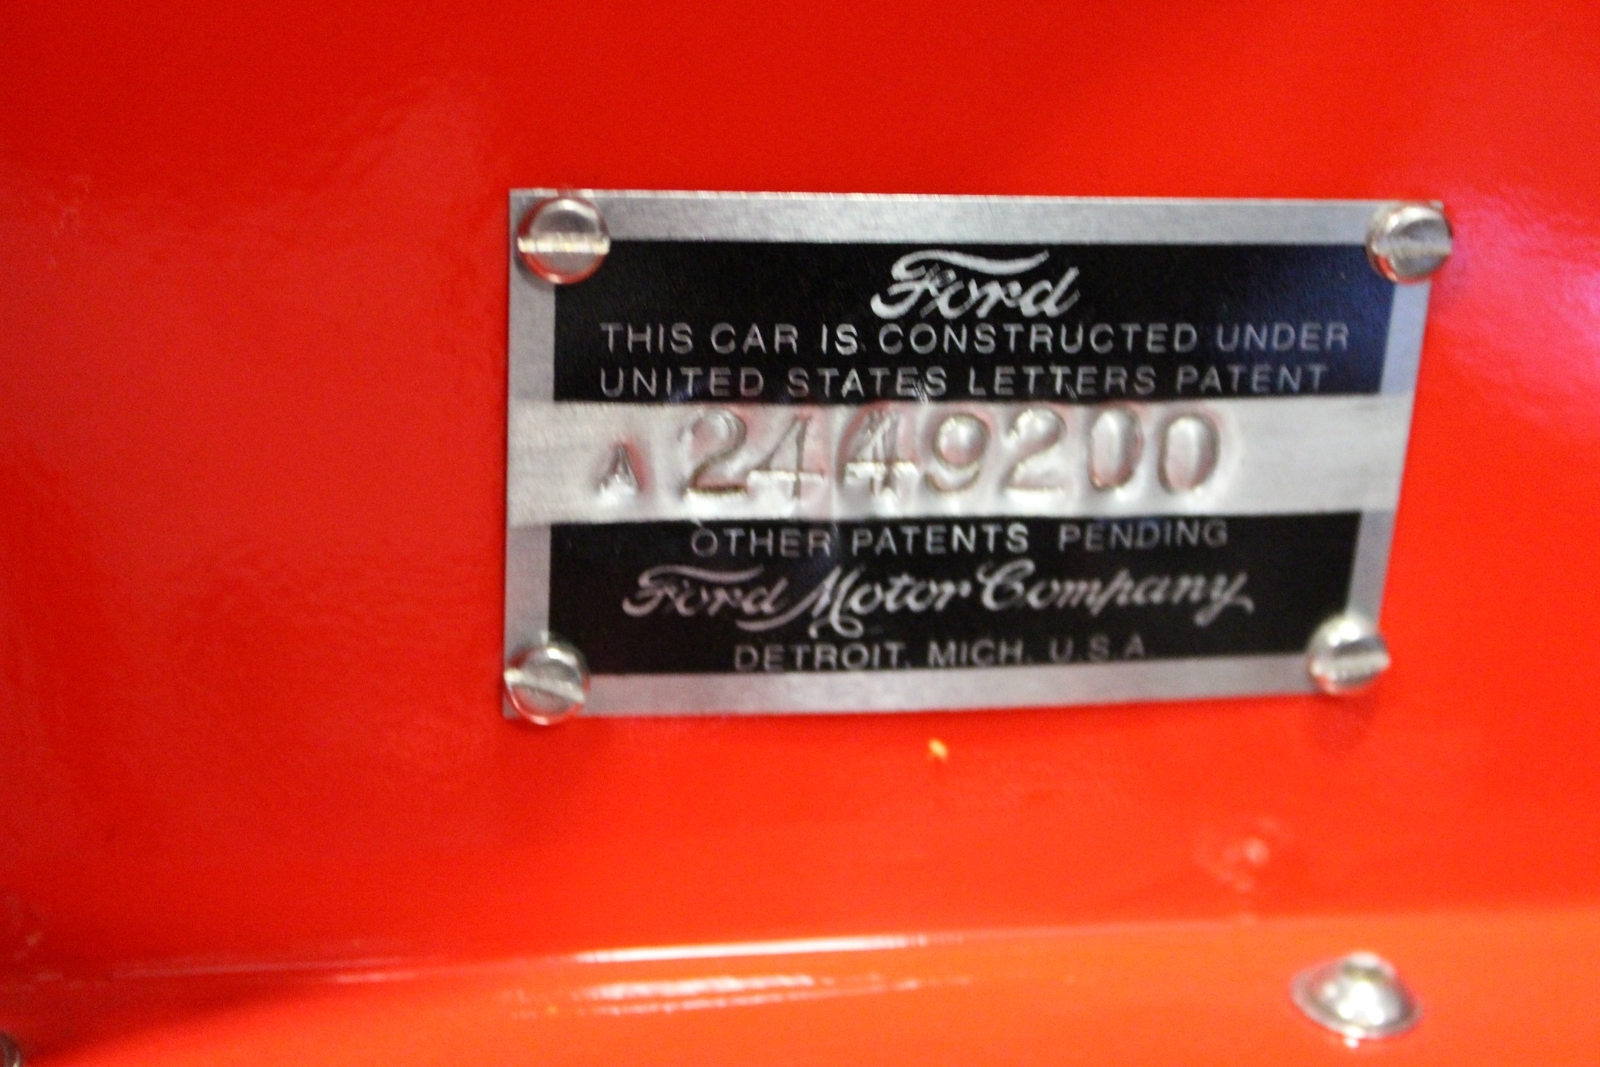 Ford
THIS CAR IS CONSTRUCTED UNDER
UNITED STATES LETTERS PATENT
A 2449200
OTHER PATENTS PENDING
Ford Motor Company
DETROIT, MICH. U.S.A